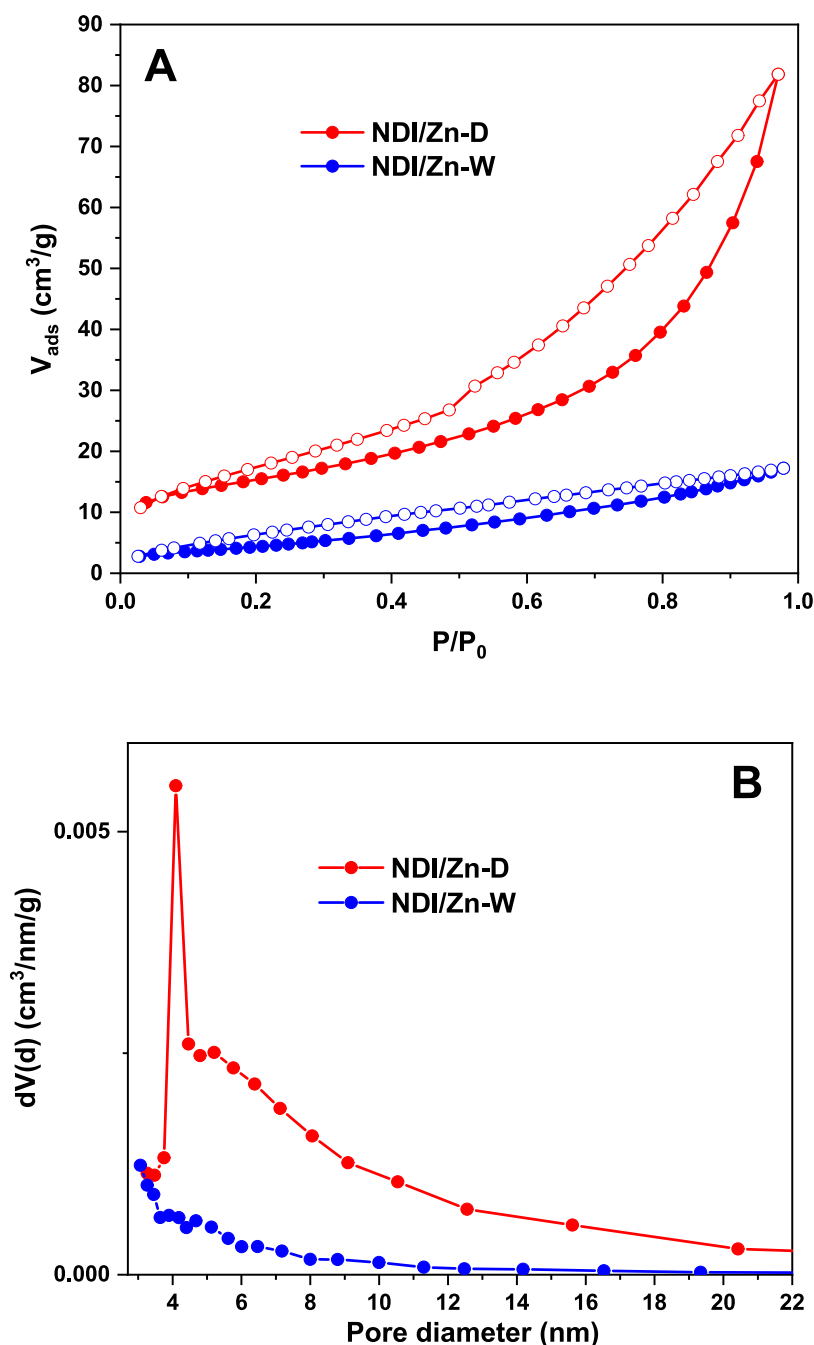 A
NDI/Zn-D
NDI/Zn-W
V_ads (cm³/g)
90
80
70
60
50
40
30
20
10
0
0.0 0.2 0.4 0.6 0.8 1.0
P/P₀
B
NDI/Zn-D
NDI/Zn-W
dV(d) (cm³/nm/g)
0.005
0.000
4 6 8 10 12 14 16 18 20 22
Pore diameter (nm)